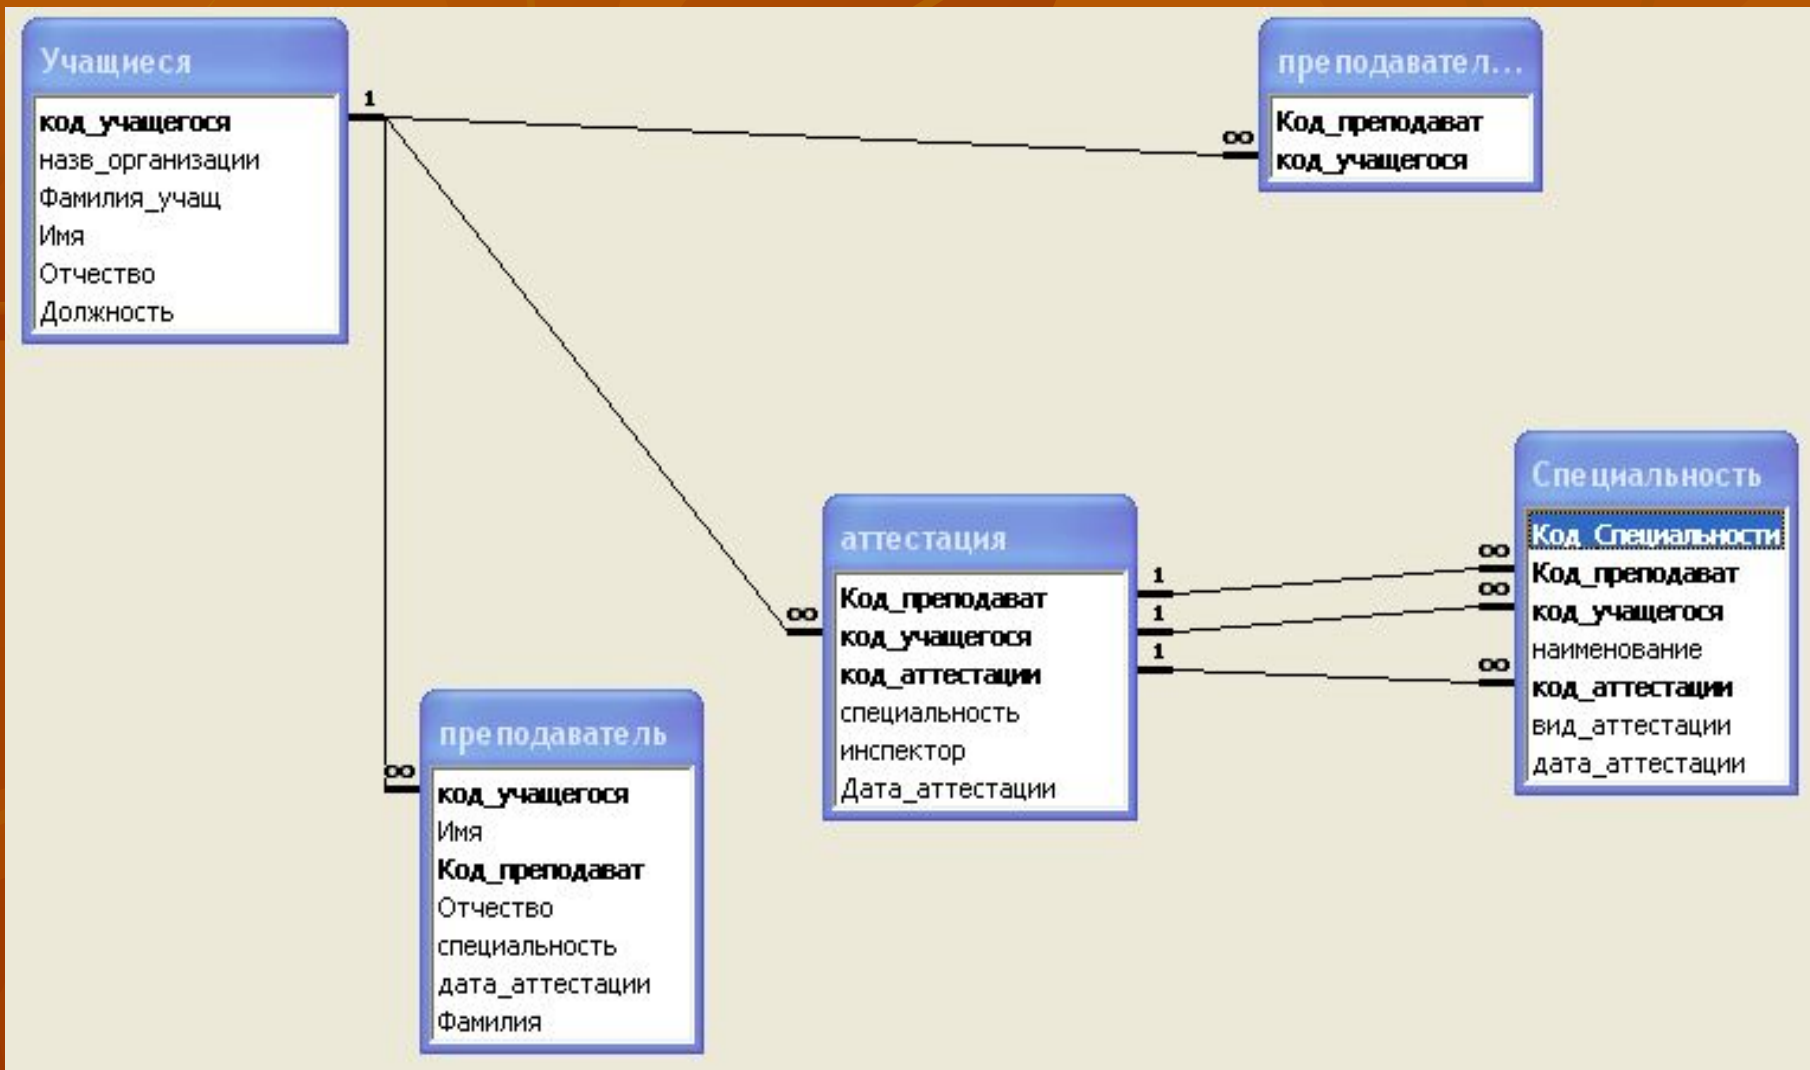 Учащиеся
код_учащегося
назв_организации
Фамилия_учащ
Имя
Отчество
Должность
1
преподавател...
Код_преподават
код_учащегося
∞
аттестация
Код_преподават
код_учащегося
код_аттестации
специальность
инспектор
Дата_аттестации
∞
1
1
1
Специальность
Код_Специальности
Код_преподават
код_учащегося
наименование
код_аттестации
вид_аттестации
дата_аттестации
∞
∞
∞
преподаватель
код_учащегося
Имя
Код_преподават
Отчество
специальность
дата_аттестации
Фамилия
∞